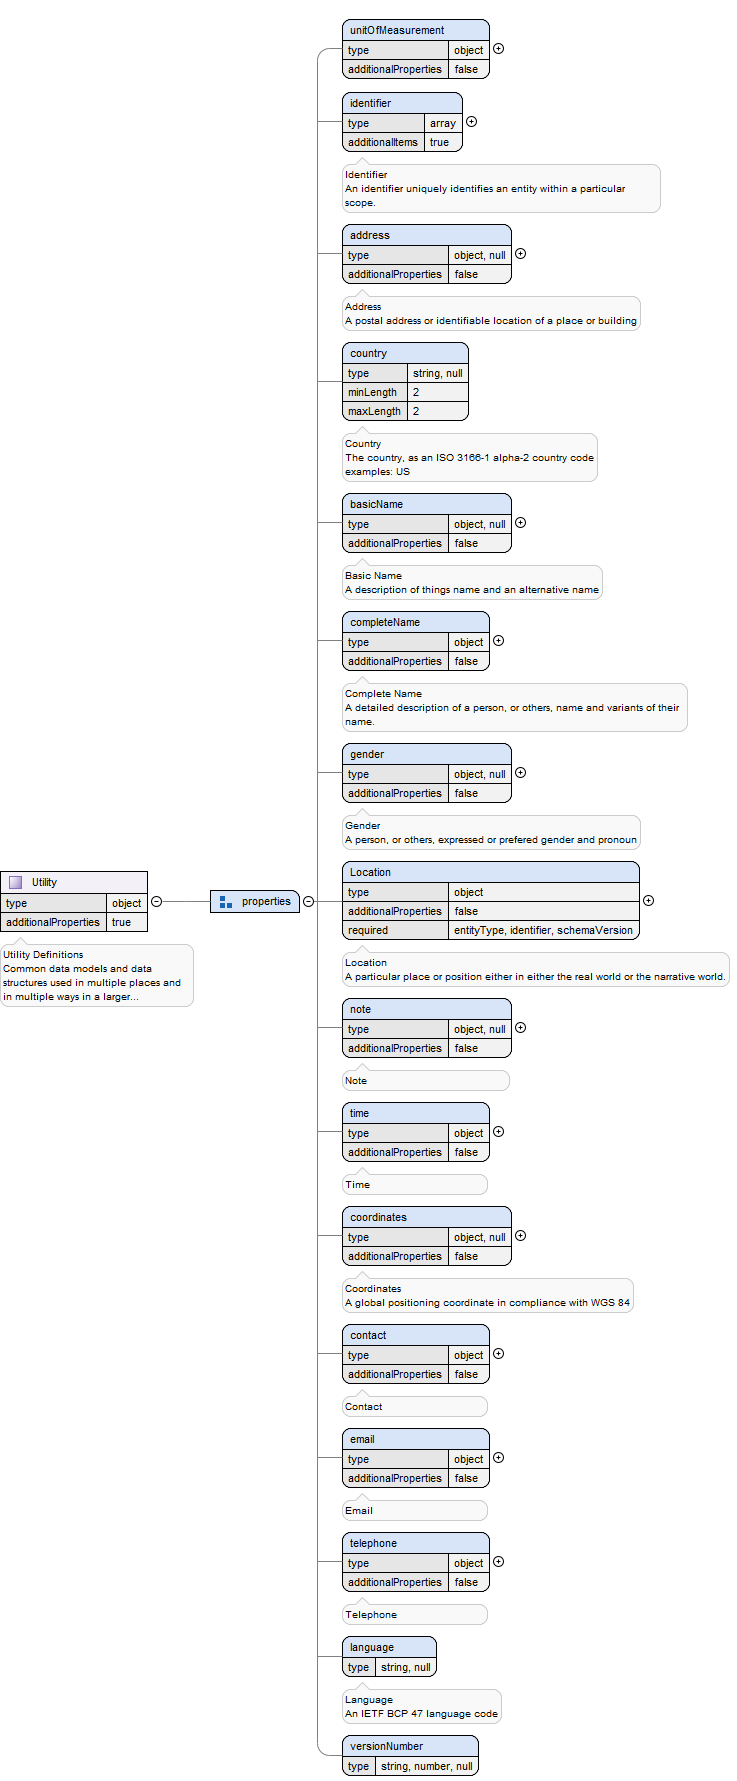 unitOfMeasurement
type object
additionalProperties false
identifier
type array
additionalItems true
Identifier
An identifier uniquely identifies an entity within a particular
scope.
address
type object, null
additionalProperties false
Address
A postal address or identifiable location of a place or building
country
type string, null
minLength 2
maxLength 2
Country
The country, as an ISO 3166-1 alpha-2 country code
examples: US
basicName
type object, null
additionalProperties false
Basic Name
A description of things name and an alternative name
completeName
type object
additionalProperties false
Complete Name
A detailed description of a person, or others, name and variants of their
name.
gender
type object, null
additionalProperties false
Gender
A person, or others, expressed or prefered gender and pronoun
Utility
type object
additionalProperties true
Utility Definitions
Common data models and data
structures used in multiple places and
in multiple ways in a larger...
properties
Location
type object
additionalProperties false
required entityType, identifier, schemaVersion
Location
A particular place or position either in either the real world or the narrative world.
note
type object, null
additionalProperties false
Note
time
type object
additionalProperties false
Time
coordinates
type object, null
additionalProperties false
Coordinates
A global positioning coordinate in compliance with WGS 84
contact
type object
additionalProperties false
Contact
email
type object
additionalProperties false
Email
telephone
type object
additionalProperties false
Telephone
language
type string, null
Language
An IETF BCP 47 language code
versionNumber
type string, number, null